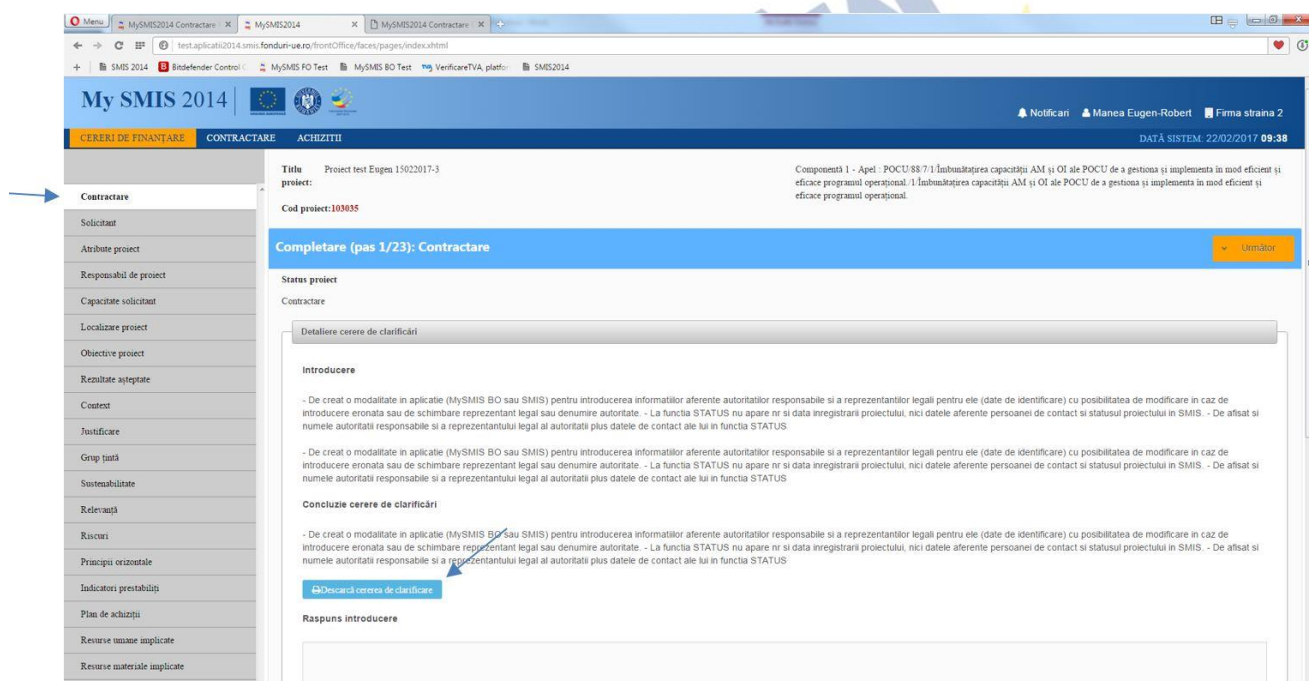 Menu
MySMIS2014 Contractare
MySMIS2014
MySMIS2014 Contractare
test.aplicatii2014.smis.fonduri-ue.ro/frontOffice/faces/pages/index.xhtml
SMIS 2014 Bitdefender Control C MySMIS FO Test MySMIS BO Test VerificareTVA, platfor SMIS2014
My SMIS 2014
Notificari Manea Eugen-Robert Firma straina 2
CERERI DE FINANȚARE CONTRACTARE ACHIZITII DATĂ SISTEM: 22/02/2017 09:38
Contractare
Solicitant
Atribute proiect
Responsabil de proiect
Capacitate solicitant
Localizare proiect
Obiective proiect
Rezultate așteptate
Context
Justificare
Grup țintă
Sustenabilitate
Relevanță
Riscuri
Principii orizontale
Indicatori prestabiliți
Plan de achiziții
Resurse umane implicate
Resurse materiale implicate
Titlu proiect: Proiect test Eugen 15022017-3
Cod proiect:103035
Componentă 1 - Apel : POCU/88/7/1/Îmbunătațirea capacității AM și OI ale POCU de a gestiona și implementa în mod eficient și
eficace programul operațional./1/Îmbunătațirea capacității AM și OI ale POCU de a gestiona și implementa în mod eficient și
eficace programul operațional.
Completare (pas 1/23): Contractare
Următor
Status proiect
Contractare
Detaliere cerere de clarificări
Introducere
- De creat o modalitate in aplicatie (MySMIS BO sau SMIS) pentru introducerea informatiilor aferente autoritatilor responsabile si a reprezentantilor legali pentru ele (date de identificare) cu posibilitatea de modificare in caz de
introducere eronata sau de schimbare reprezentant legal sau denumire autoritate. - La functia STATUS nu apare nr si data inregistrarii proiectului, nici datele aferente persoanei de contact si statusul proiectului in SMIS. - De afisat si
numele autoritatii responsabile si a reprezentantului legal al autoritatii plus datele de contact ale lui in functia STATUS
- De creat o modalitate in aplicatie (MySMIS BO sau SMIS) pentru introducerea informatiilor aferente autoritatilor responsabile si a reprezentantilor legali pentru ele (date de identificare) cu posibilitatea de modificare in caz de
introducere eronata sau de schimbare reprezentant legal sau denumire autoritate. - La functia STATUS nu apare nr si data inregistrarii proiectului, nici datele aferente persoanei de contact si statusul proiectului in SMIS. - De afisat si
numele autoritatii responsabile si a reprezentantului legal al autoritatii plus datele de contact ale lui in functia STATUS
Concluzie cerere de clarificări
- De creat o modalitate in aplicatie (MySMIS BO sau SMIS) pentru introducerea informatiilor aferente autoritatilor responsabile si a reprezentantilor legali pentru ele (date de identificare) cu posibilitatea de modificare in caz de
introducere eronata sau de schimbare reprezentant legal sau denumire autoritate. - La functia STATUS nu apare nr si data inregistrarii proiectului, nici datele aferente persoanei de contact si statusul proiectului in SMIS. - De afisat si
numele autoritatii responsabile si a reprezentantului legal al autoritatii plus datele de contact ale lui in functia STATUS
Descarcă cererea de clarificare
Raspuns introducere